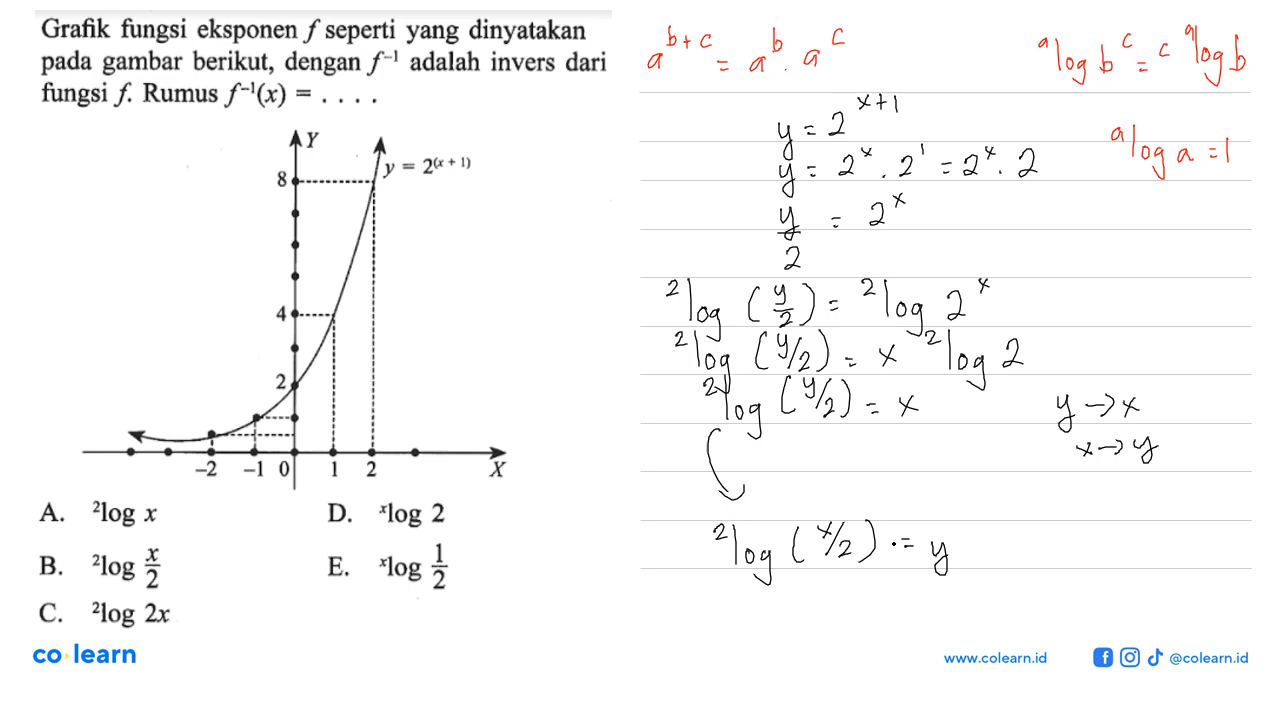 Grafik fungsi eksponen f seperti yang dinyatakan
pada gambar berikut, dengan f⁻¹ adalah invers dari
fungsi f. Rumus f⁻¹(x) = . . . .
Y
y = 2^(x + 1)
8
4
2
-2 -1 0 1 2 X
A. ²log x
B. ²log x/2
C. ²log 2x
D. ˣlog 2
E. ˣlog 1/2
co learn
a^(b+c) = a^b . a^c
ᵃlog b^c = c ᵃlog b
ᵃlog a = 1
y = 2^(x+1)
y = 2^x . 2^1 = 2^x . 2
y/2 = 2^x
²log (y/2) = ²log 2^x
²log (y/2) = x ²log 2
²log (y/2) = x
y → x
x → y
²log (x/2) = y
www.colearn.id
@colearn.id